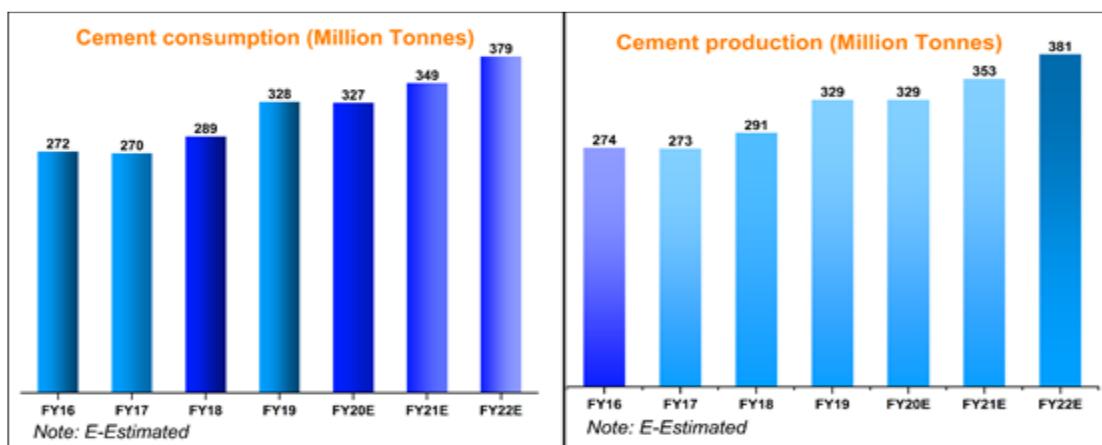 Cement consumption (Million Tonnes)
379
349
328
327
289
272
270
FY16 FY17 FY18 FY19 FY20E FY21E FY22E
Note: E-Estimated
Cement production (Million Tonnes)
381
353
329
329
291
274
273
FY16 FY17 FY18 FY19 FY20E FY21E FY22E
Note: E-Estimated